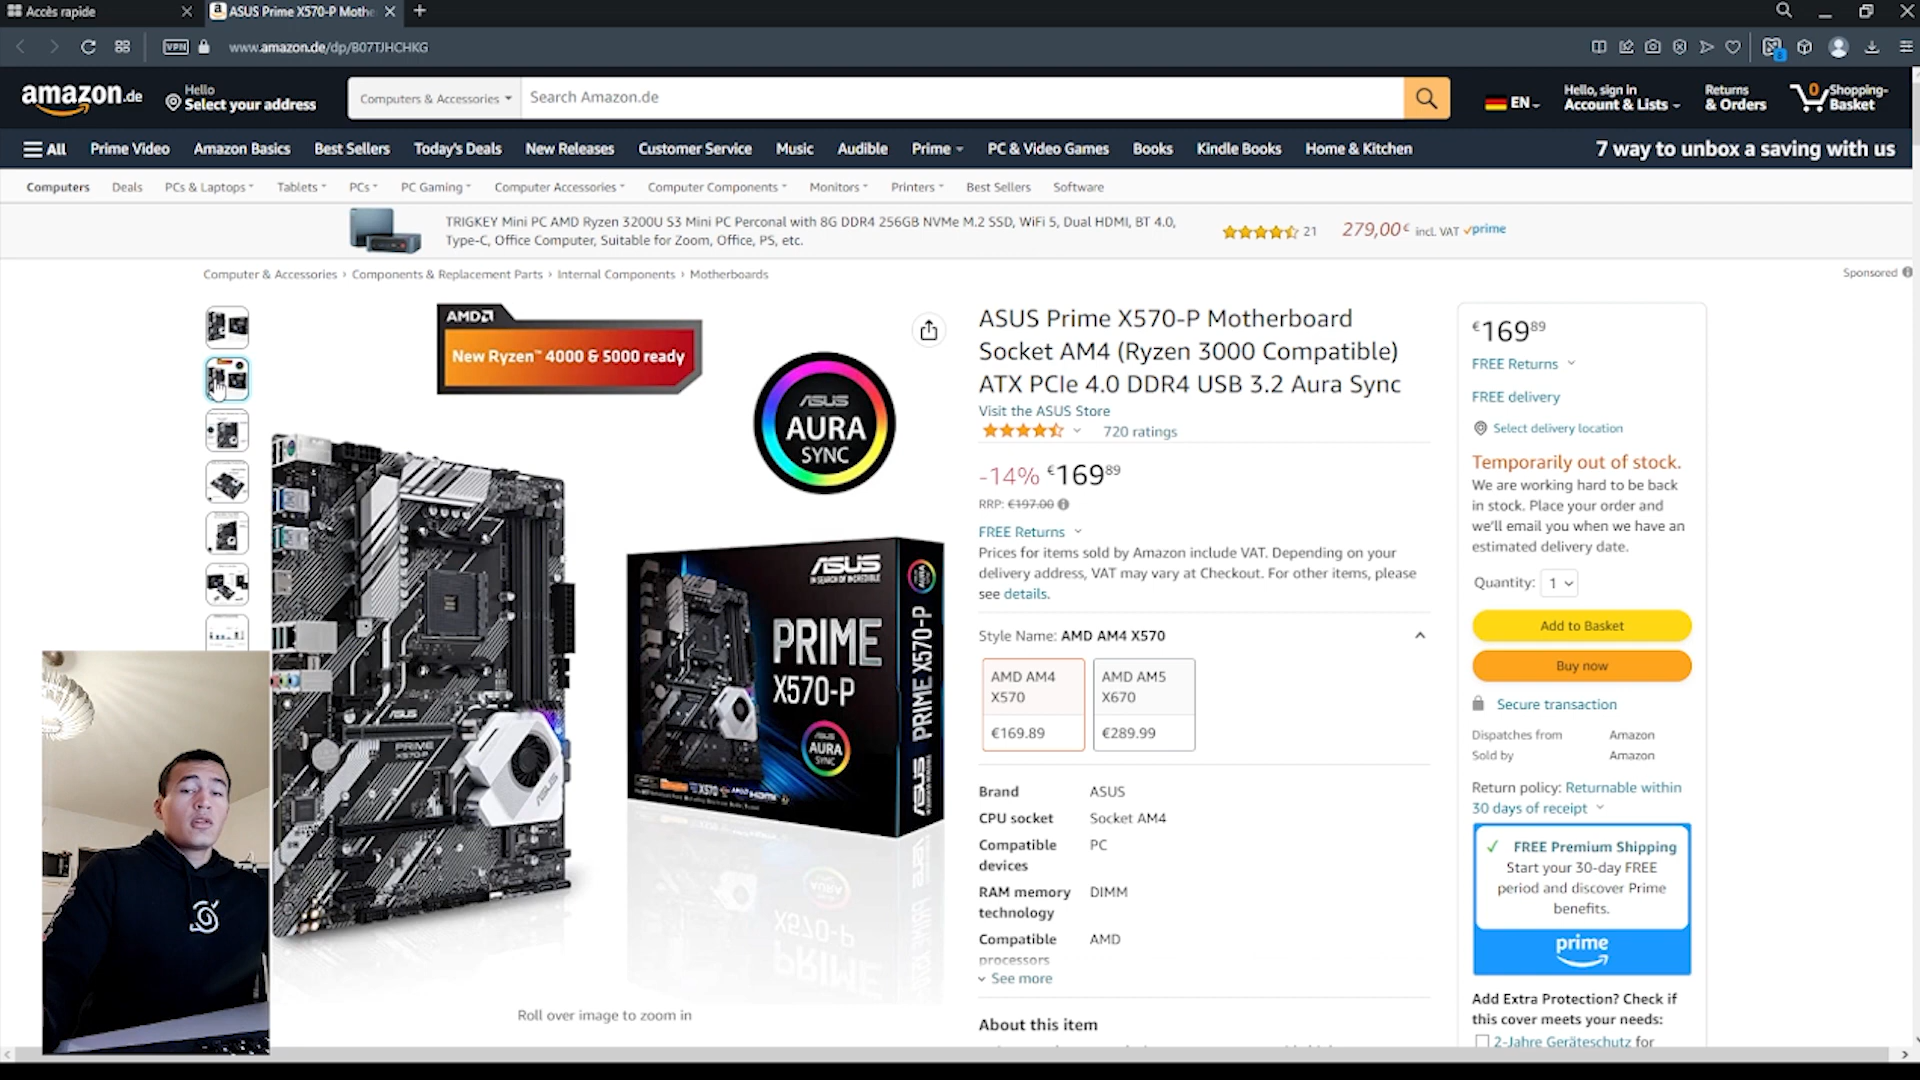 Accès rapide
ASUS Prime X570-P Mothe
VPN
www.amazon.de/dp/B07TJHCHKG
amazon.de
Hello
Select your address
Computers & Accessories
Search Amazon.de
EN
Hello, sign in
Account & Lists
Returns
& Orders
0
Shopping-
Basket
All
Prime Video
Amazon Basics
Best Sellers
Today's Deals
New Releases
Customer Service
Music
Audible
Prime
PC & Video Games
Books
Kindle Books
Home & Kitchen
7 way to unbox a saving with us
Computers
Deals
PCs & Laptops
Tablets
PCs
PC Gaming
Computer Accessories
Computer Components
Monitors
Printers
Best Sellers
Software
TRIGKEY Mini PC AMD Ryzen 3200U S3 Mini PC Perconal with 8G DDR4 256GB NVMe M.2 SSD, WiFi 5, Dual HDMI, BT 4.0,
Type-C, Office Computer, Suitable for Zoom, Office, PS, etc.
21
279,00€ incl. VAT prime
Computer & Accessories › Components & Replacement Parts › Internal Components › Motherboards
Sponsored
AMD
New Ryzen™ 4000 & 5000 ready
ASUS
AURA
SYNC
ASUS
IN SEARCH OF INCREDIBLE
PRIME
X570-P
AURA
SYNC
PRIME X570-P
ASUS
X570
ASUS
PRIME
X570-P
ASUS
Roll over image to zoom in
ASUS Prime X570-P Motherboard
Socket AM4 (Ryzen 3000 Compatible)
ATX PCIe 4.0 DDR4 USB 3.2 Aura Sync
Visit the ASUS Store
720 ratings
-14% €16989
RRP: €197.00
FREE Returns
Prices for items sold by Amazon include VAT. Depending on your
delivery address, VAT may vary at Checkout. For other items, please
see details.
Style Name: AMD AM4 X570
AMD AM4
X570
€169.89
AMD AM5
X670
€289.99
Brand ASUS
CPU socket Socket AM4
Compatible PC
devices
RAM memory DIMM
technology
Compatible AMD
processors
See more
About this item
€16989
FREE Returns
FREE delivery
Select delivery location
Temporarily out of stock.
We are working hard to be back
in stock. Place your order and
we'll email you when we have an
estimated delivery date.
Quantity: 1
Add to Basket
Buy now
Secure transaction
Dispatches from Amazon
Sold by Amazon
Return policy: Returnable within
30 days of receipt
FREE Premium Shipping
Start your 30-day FREE
period and discover Prime
benefits.
prime
Add Extra Protection? Check if
this cover meets your needs:
2-Jahre Geräteschutz for